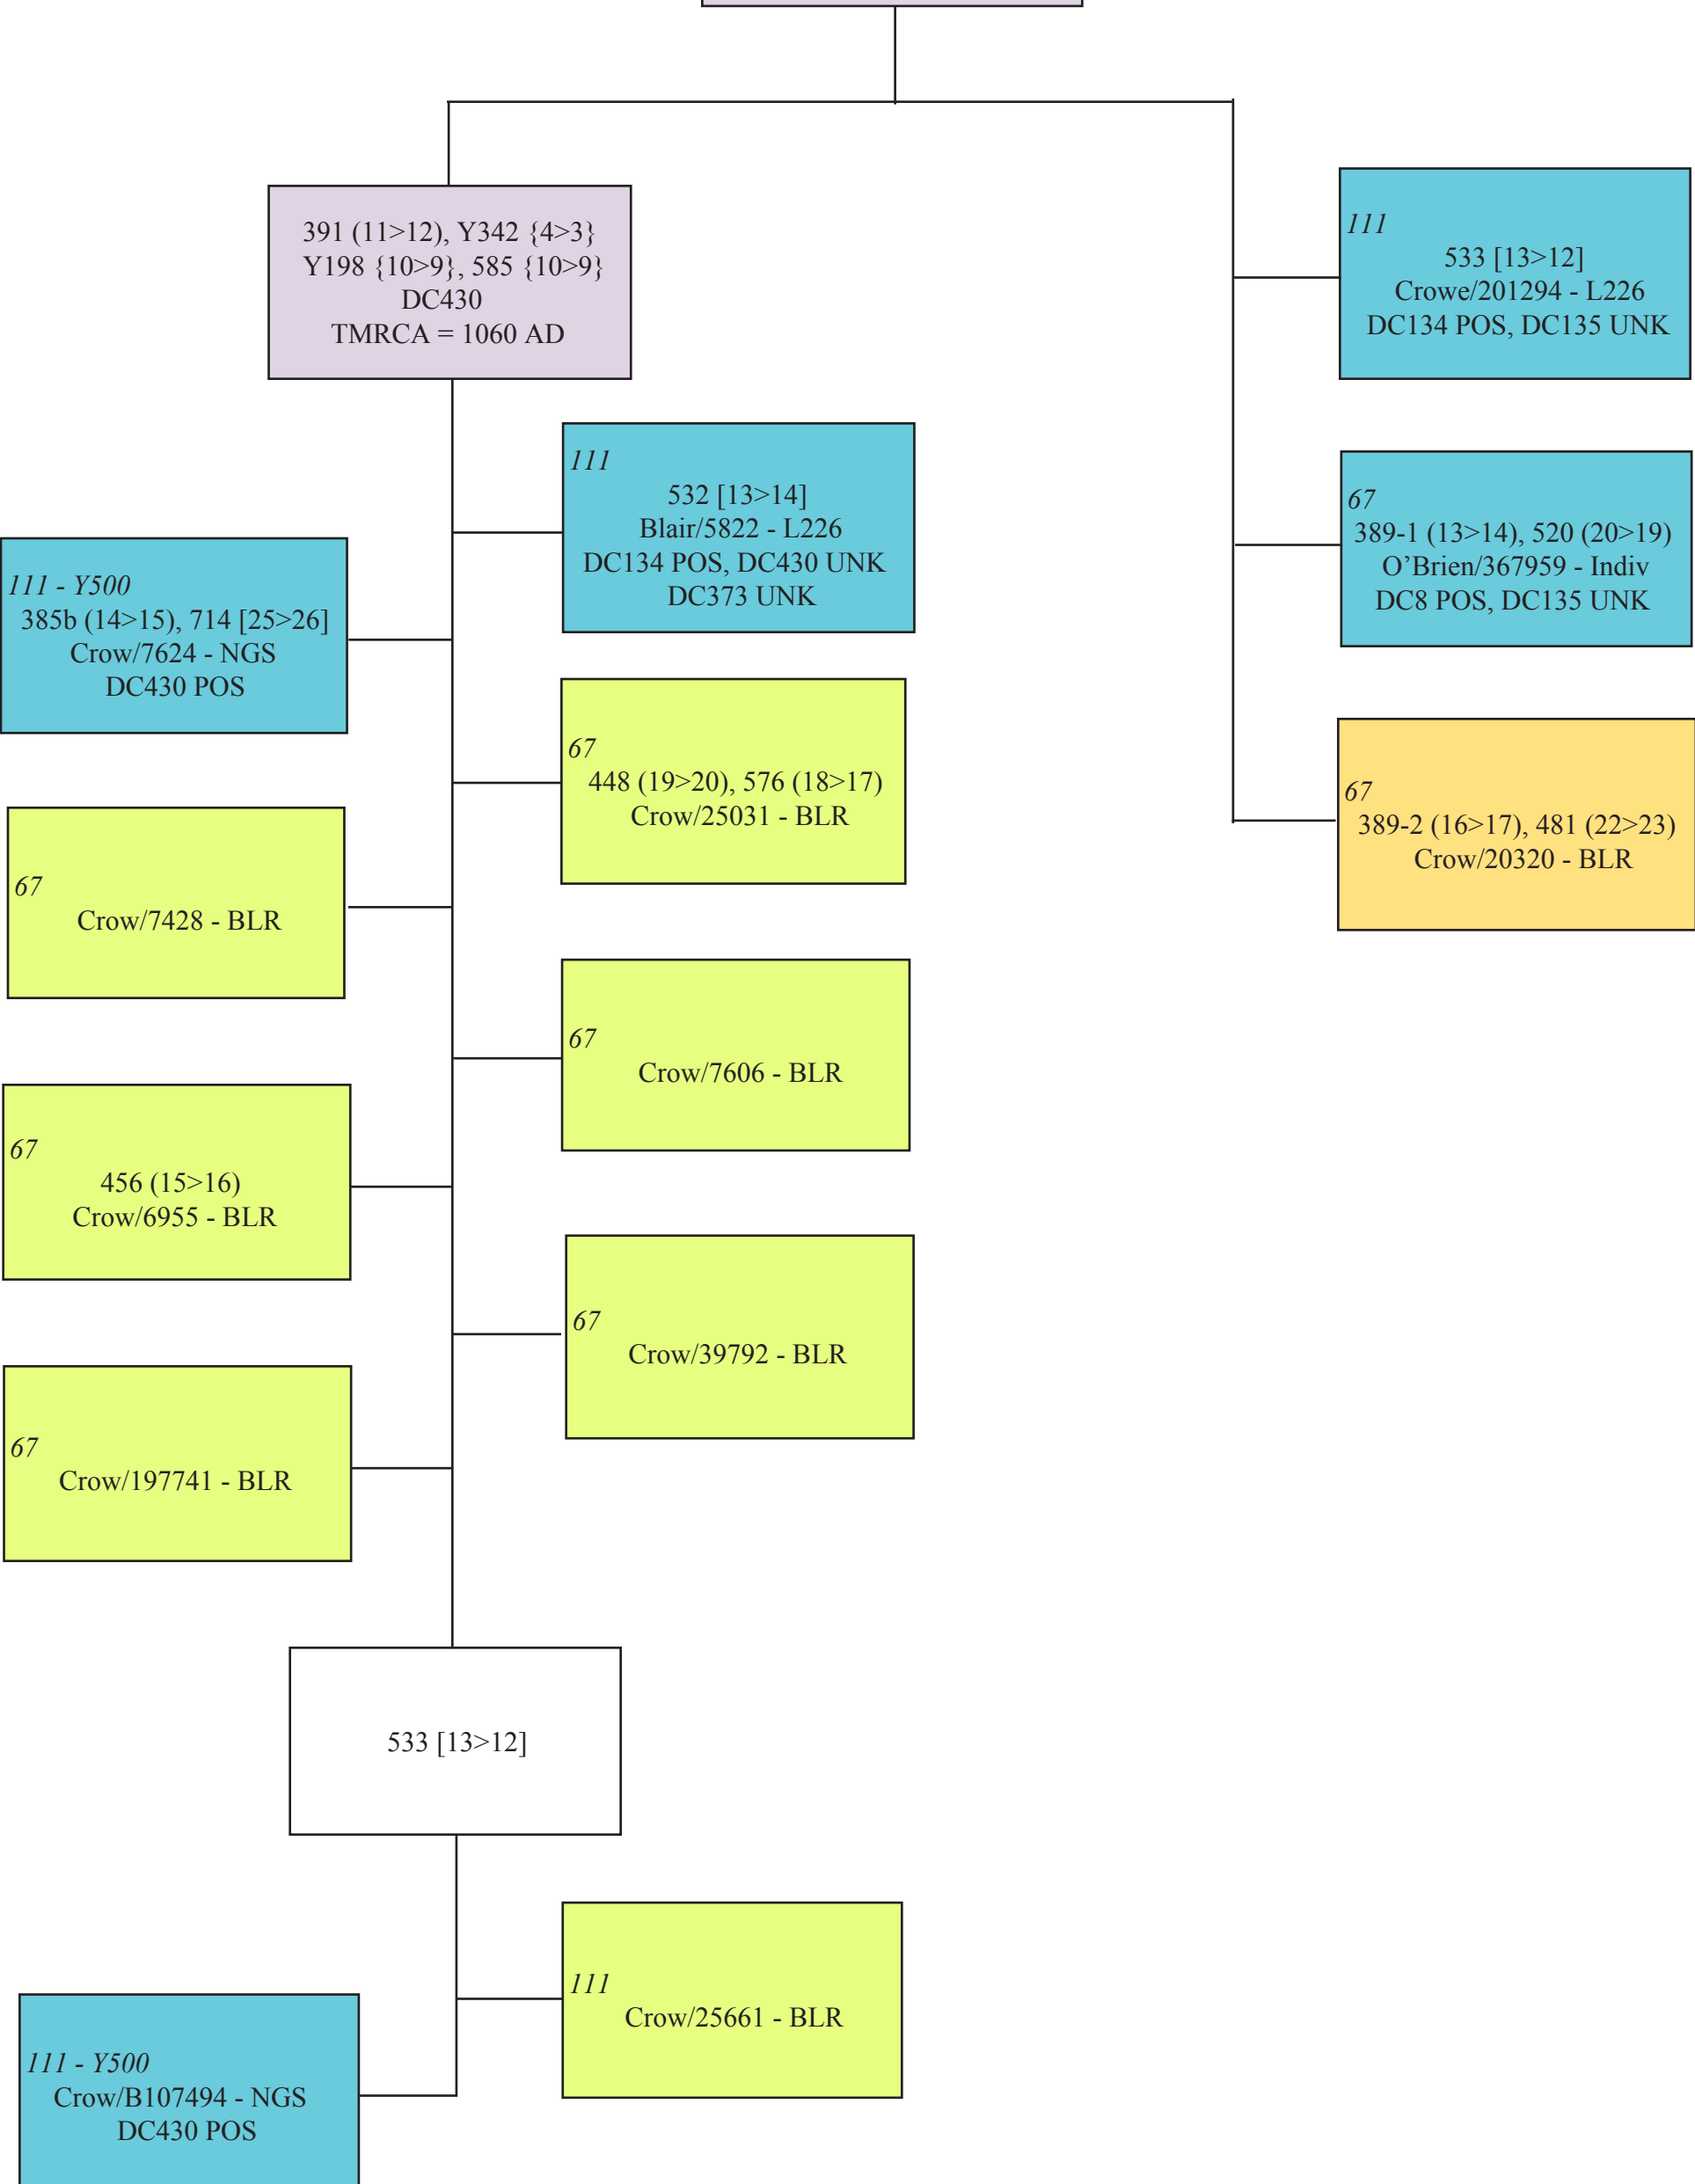 391 (11>12), Y342 {4>3}
Y198 {10>9}, 585 {10>9}
DC430
TMRCA = 1060 AD
111
533 [13>12]
Crowe/201294 - L226
DC134 POS, DC135 UNK
111
532 [13>14]
Blair/5822 - L226
DC134 POS, DC430 UNK
DC373 UNK
67
389-1 (13>14), 520 (20>19)
O’Brien/367959 - Indiv
DC8 POS, DC135 UNK
111 - Y500
385b (14>15), 714 [25>26]
Crow/7624 - NGS
DC430 POS
67
448 (19>20), 576 (18>17)
Crow/25031 - BLR
67
389-2 (16>17), 481 (22>23)
Crow/20320 - BLR
67
Crow/7428 - BLR
67
Crow/7606 - BLR
67
456 (15>16)
Crow/6955 - BLR
67
Crow/39792 - BLR
67
Crow/197741 - BLR
533 [13>12]
111
Crow/25661 - BLR
111 - Y500
Crow/B107494 - NGS
DC430 POS